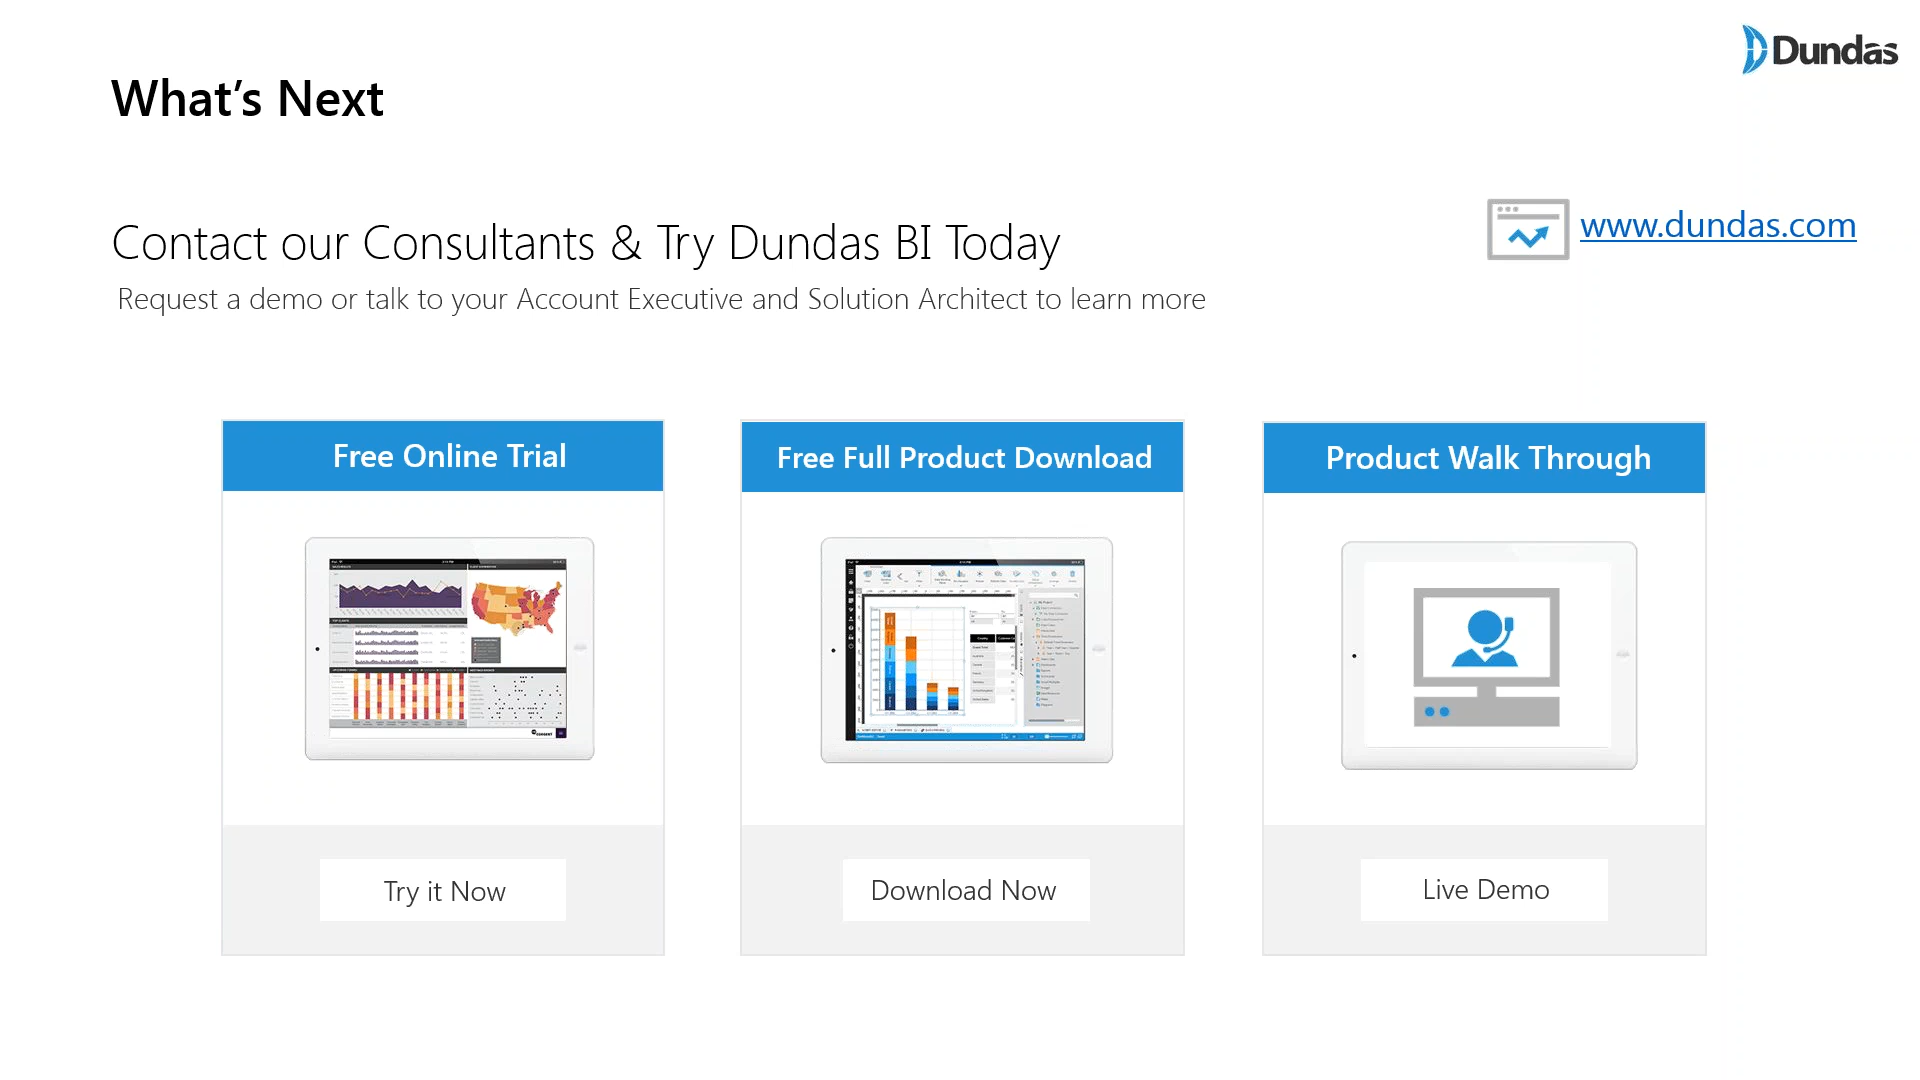 Dundas
What's Next
Contact our Consultants & Try Dundas BI Today
www.dundas.com
Request a demo or talk to your Account Executive and Solution Architect to learn more
Free Online Trial
Free Full Product Download
Product Walk Through
Try it Now
Download Now
Live Demo